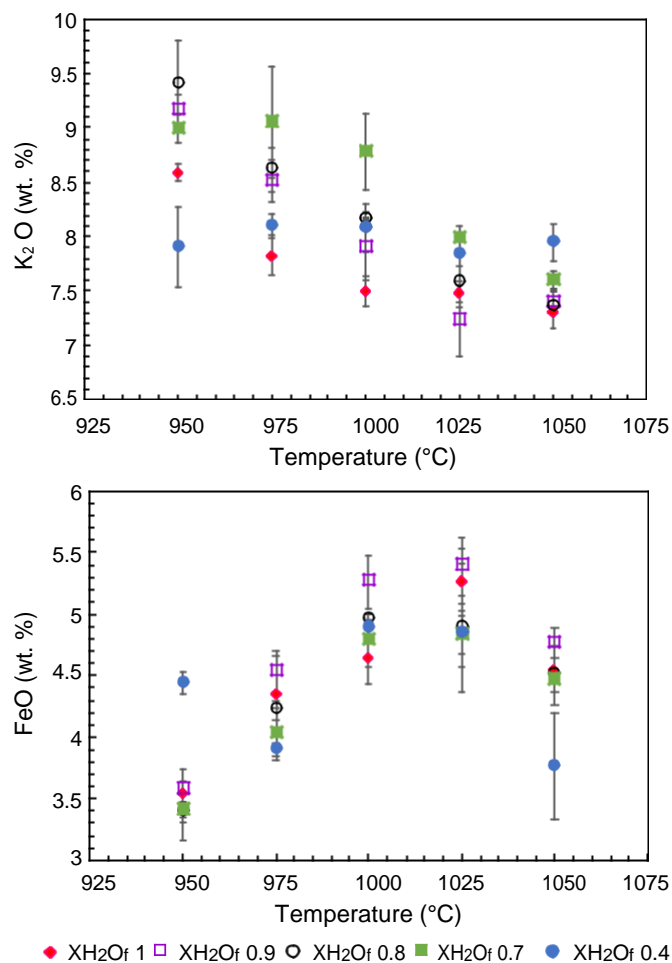 10
9.5
9
8.5
8
7.5
7
6.5
K₂ O (wt. %)
925 950 975 1000 1025 1050 1075
Temperature (°C)
6
5.5
5
4.5
4
3.5
3
FeO (wt. %)
925 950 975 1000 1025 1050 1075
Temperature (°C)
XH2Of 1 XH2Of 0.9 XH2Of 0.8 XH2Of 0.7 XH2Of 0.4